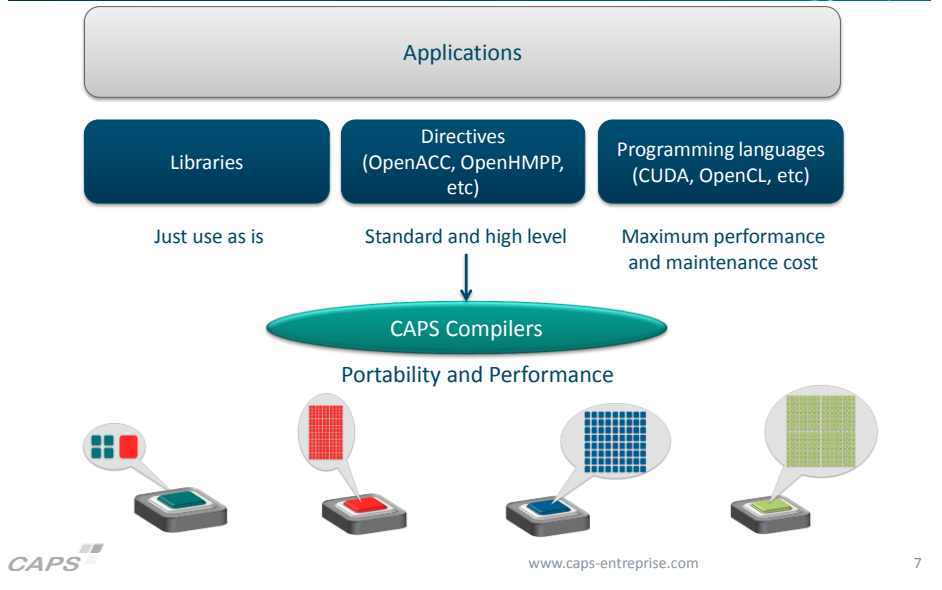 Applications
Libraries
Directives
(OpenACC, OpenHMPP,
etc)
Programming languages
(CUDA, OpenCL, etc)
Just use as is
Standard and high level
Maximum performance
and maintenance cost
CAPS Compilers
Portability and Performance
CAPS
www.caps-entreprise.com
7